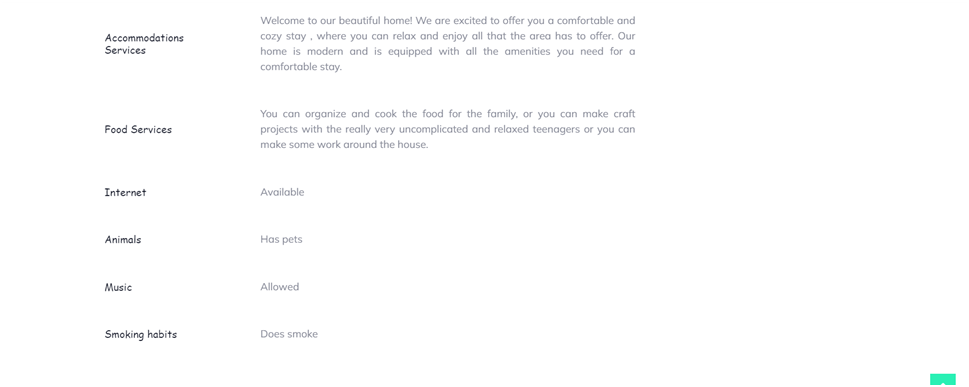 Accommodations
Services
Welcome to our beautiful home! We are excited to offer you a comfortable and
cozy stay , where you can relax and enjoy all that the area has to offer. Our
home is modern and is equipped with all the amenities you need for a
comfortable stay.
Food Services
You can organize and cook the food for the family, or you can make craft
projects with the really very uncomplicated and relaxed teenagers or you can
make some work around the house.
Internet
Available
Animals
Has pets
Music
Allowed
Smoking habits
Does smoke